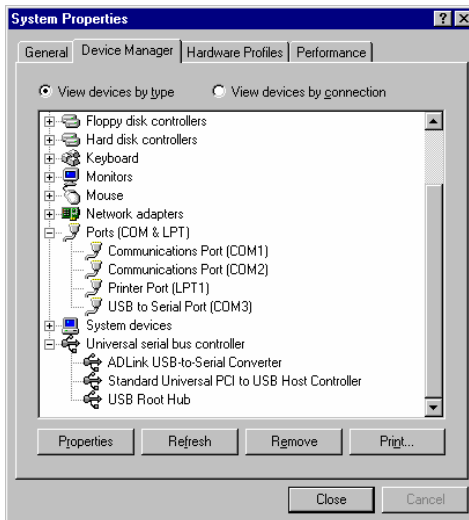 System Properties
General Device Manager Hardware Profiles Performance
View devices by type View devices by connection
Floppy disk controllers
Hard disk controllers
Keyboard
Monitors
Mouse
Network adapters
Ports (COM & LPT)
Communications Port (COM1)
Communications Port (COM2)
Printer Port (LPT1)
USB to Serial Port (COM3)
System devices
Universal serial bus controller
ADLink USB-to-Serial Converter
Standard Universal PCI to USB Host Controller
USB Root Hub
Properties Refresh Remove Print...
Close Cancel